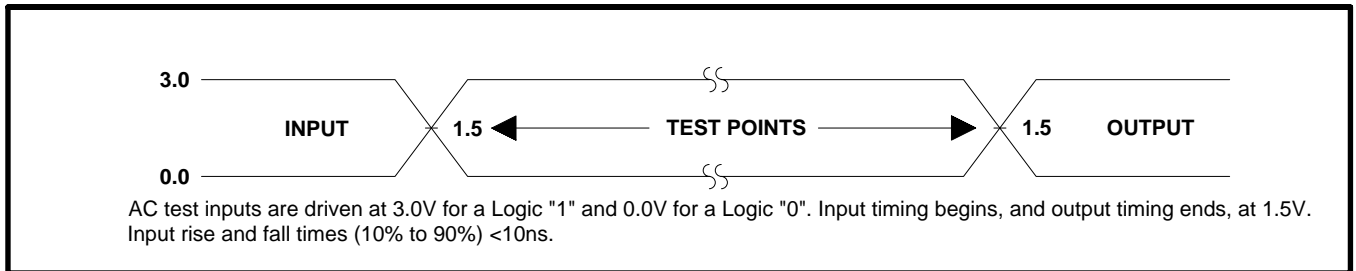 3.0
INPUT 1.5 TEST POINTS 1.5 OUTPUT
0.0
AC test inputs are driven at 3.0V for a Logic "1" and 0.0V for a Logic "0". Input timing begins, and output timing ends, at 1.5V.
Input rise and fall times (10% to 90%) <10ns.